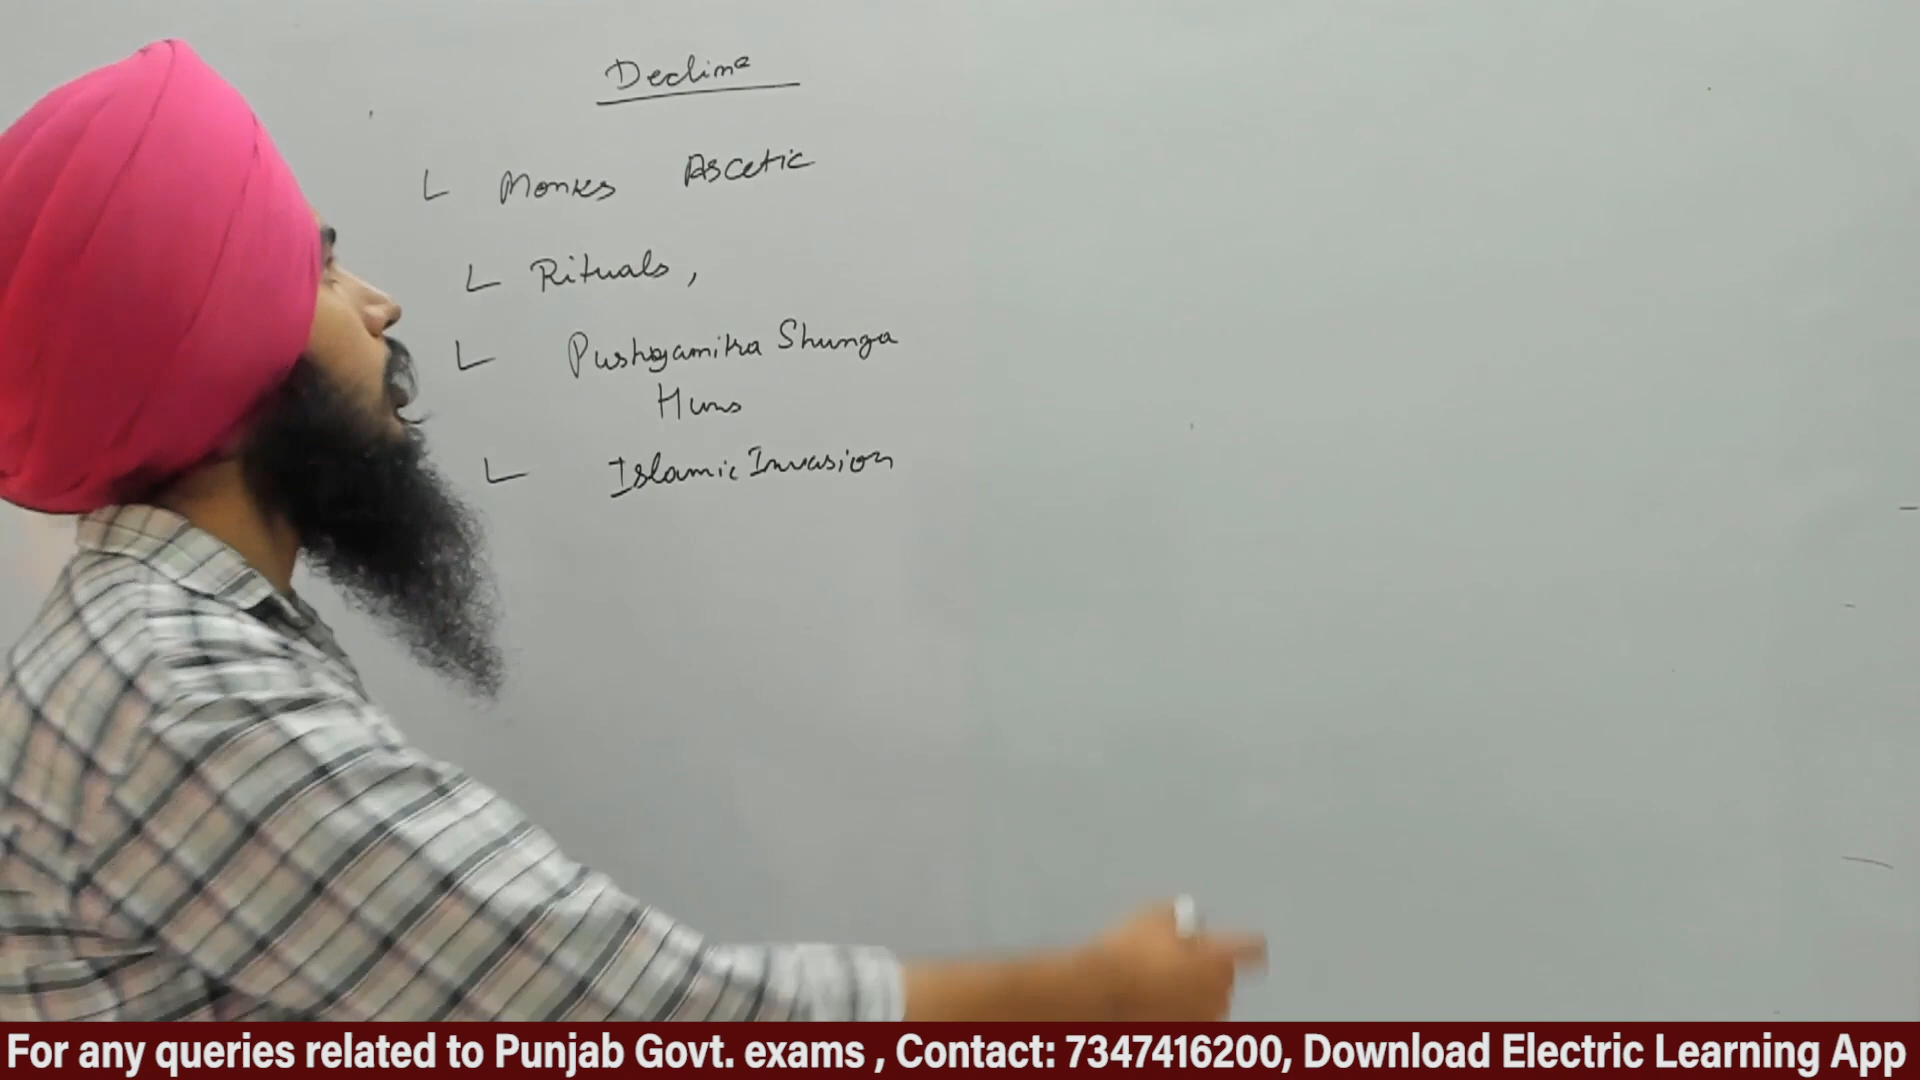 Decline
Monks Ascetic
Rituals,
Pushyamitra Shunga
Huns
Islamic Invasion
For any queries related to Punjab Govt. exams , Contact: 7347416200, Download Electric Learning App